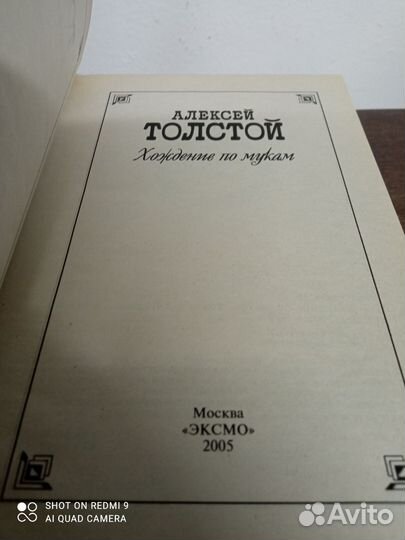 АЛЕКСЕЙ
ТОЛСТОЙ
Хождение по мукам
Москва
«ЭКСМО»
2005
SHOT ON REDMI 9
AI QUAD CAMERA
Avito